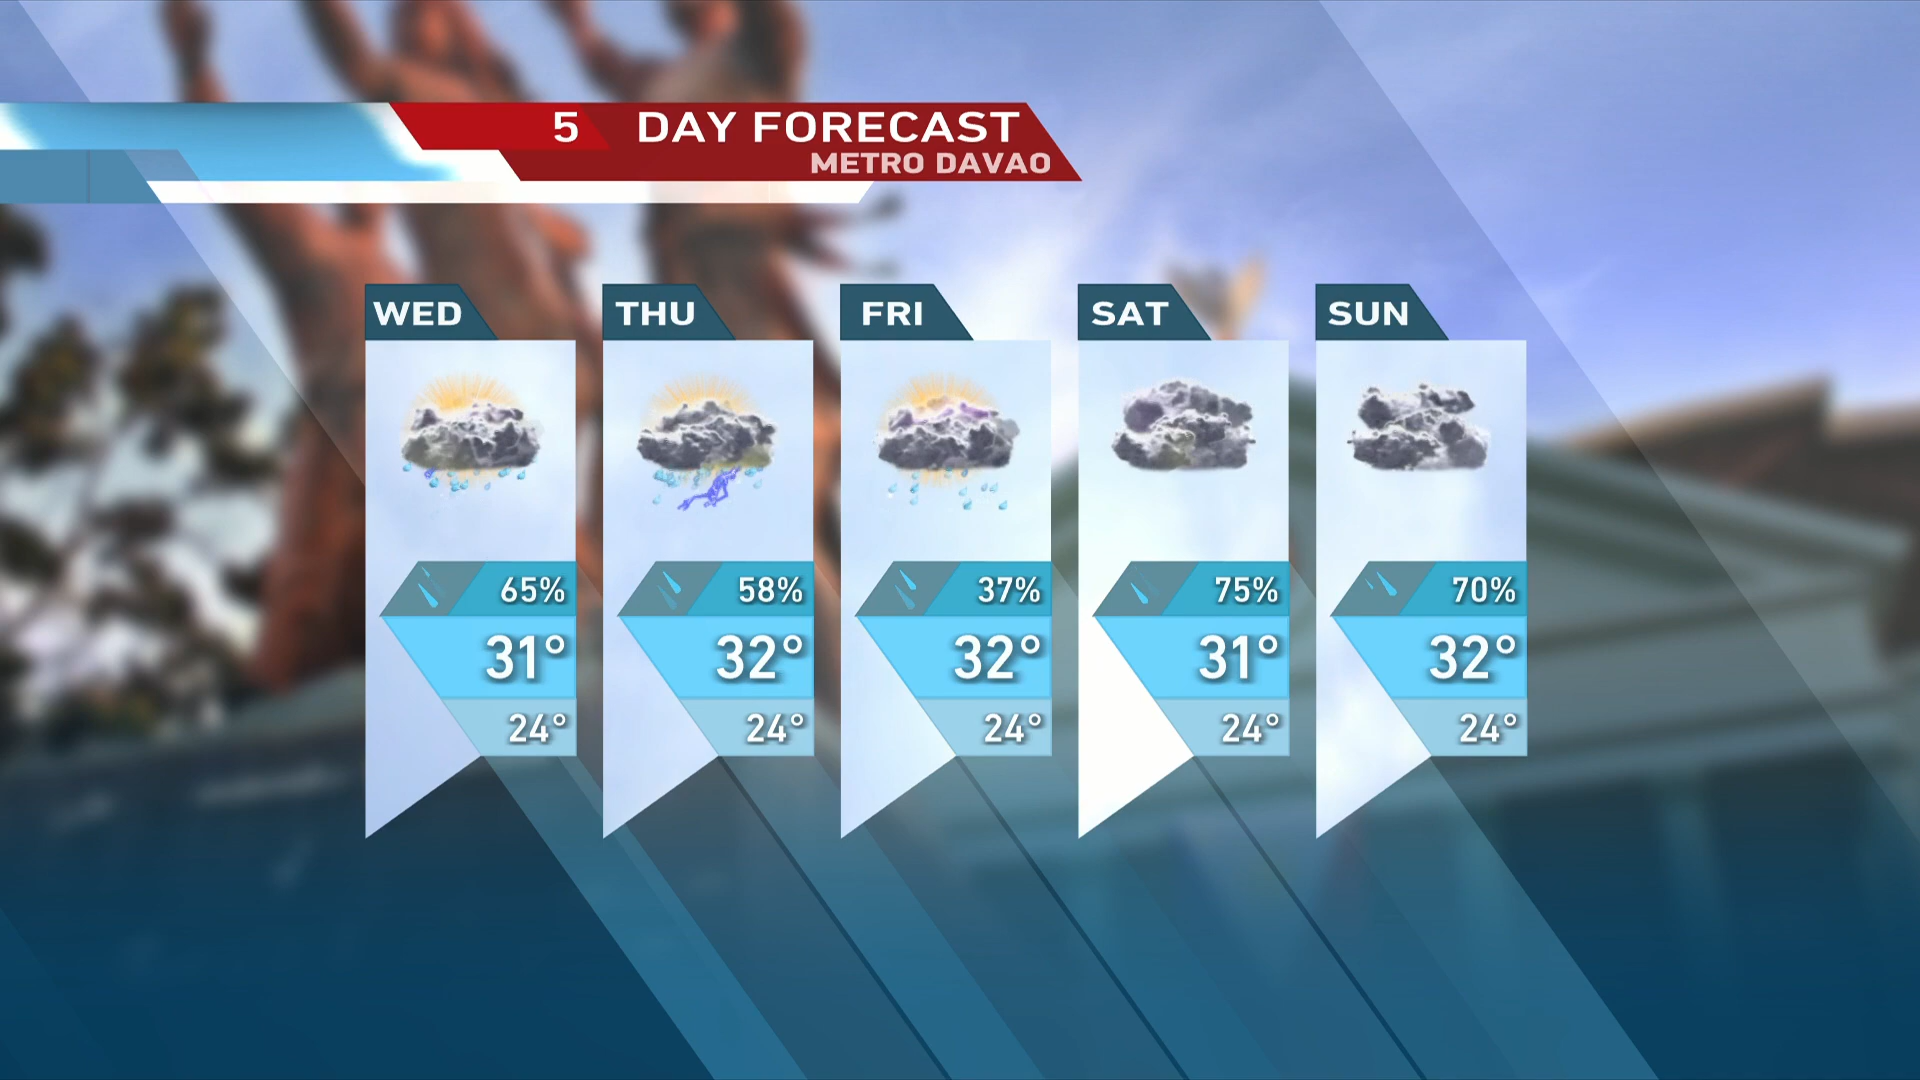 5 DAY FORECAST
METRO DAVAO
WED THU FRI SAT SUN
65% 58% 37% 75% 70%
31° 32° 32° 31° 32°
24° 24° 24° 24° 24°